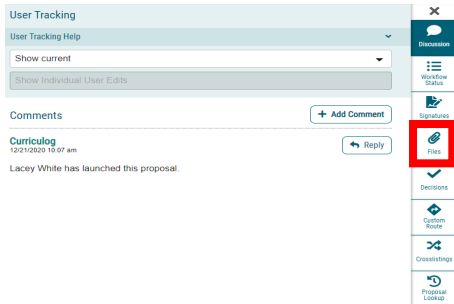 User Tracking
User Tracking Help
Show current
Show Individual User Edits
Comments
+ Add Comment
Curriculog
12/21/2020 10:07 am
Reply
Lacey White has launched this proposal.
Discussion
Workflow
Status
Signatures
Files
Decisions
Custom
Route
Crosslistings
Proposal
Lookup